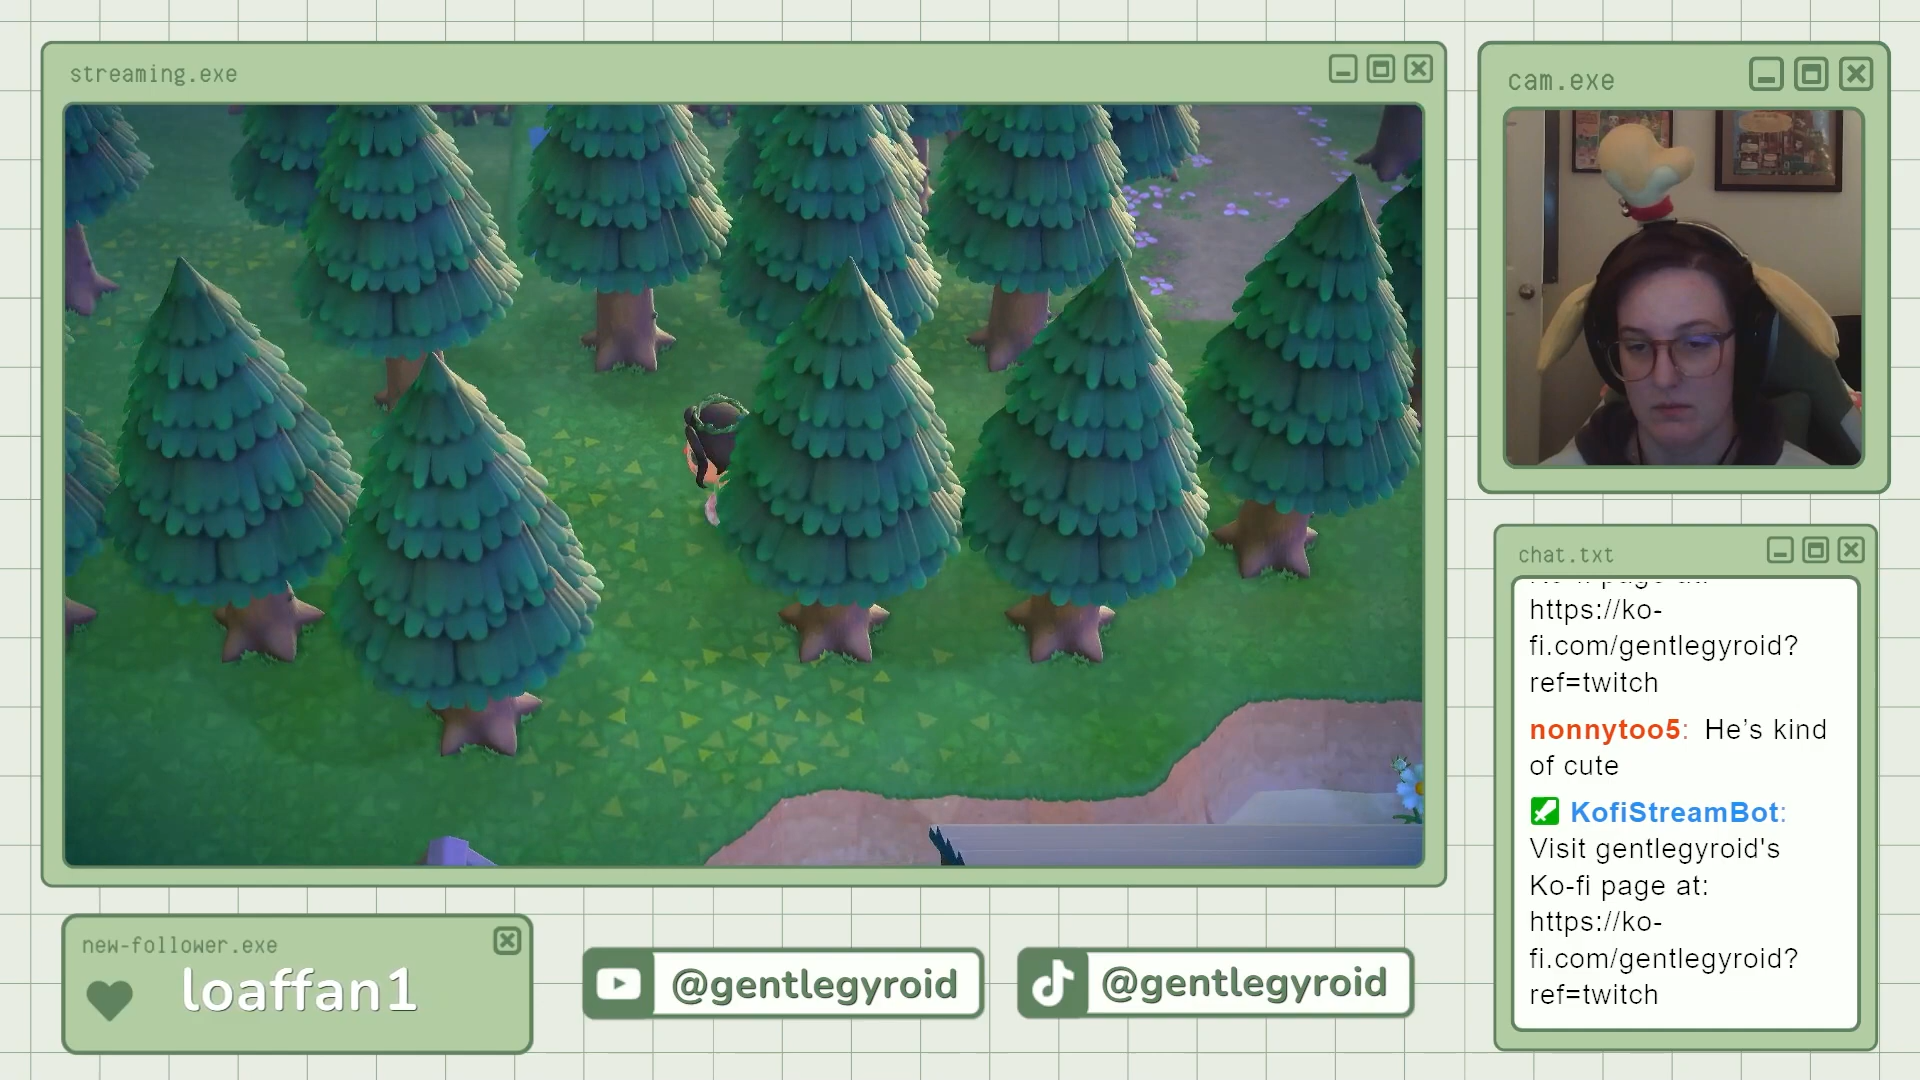 streaming.exe
cam.exe
chat.txt
https://ko-
fi.com/gentlegyroid?
ref=twitch
nonnytoo5: He's kind
of cute
KofiStreamBot:
Visit gentlegyroid's
Ko-fi page at:
https://ko-
fi.com/gentlegyroid?
ref=twitch
new-follower.exe
loaffan1
@gentlegyroid
@gentlegyroid